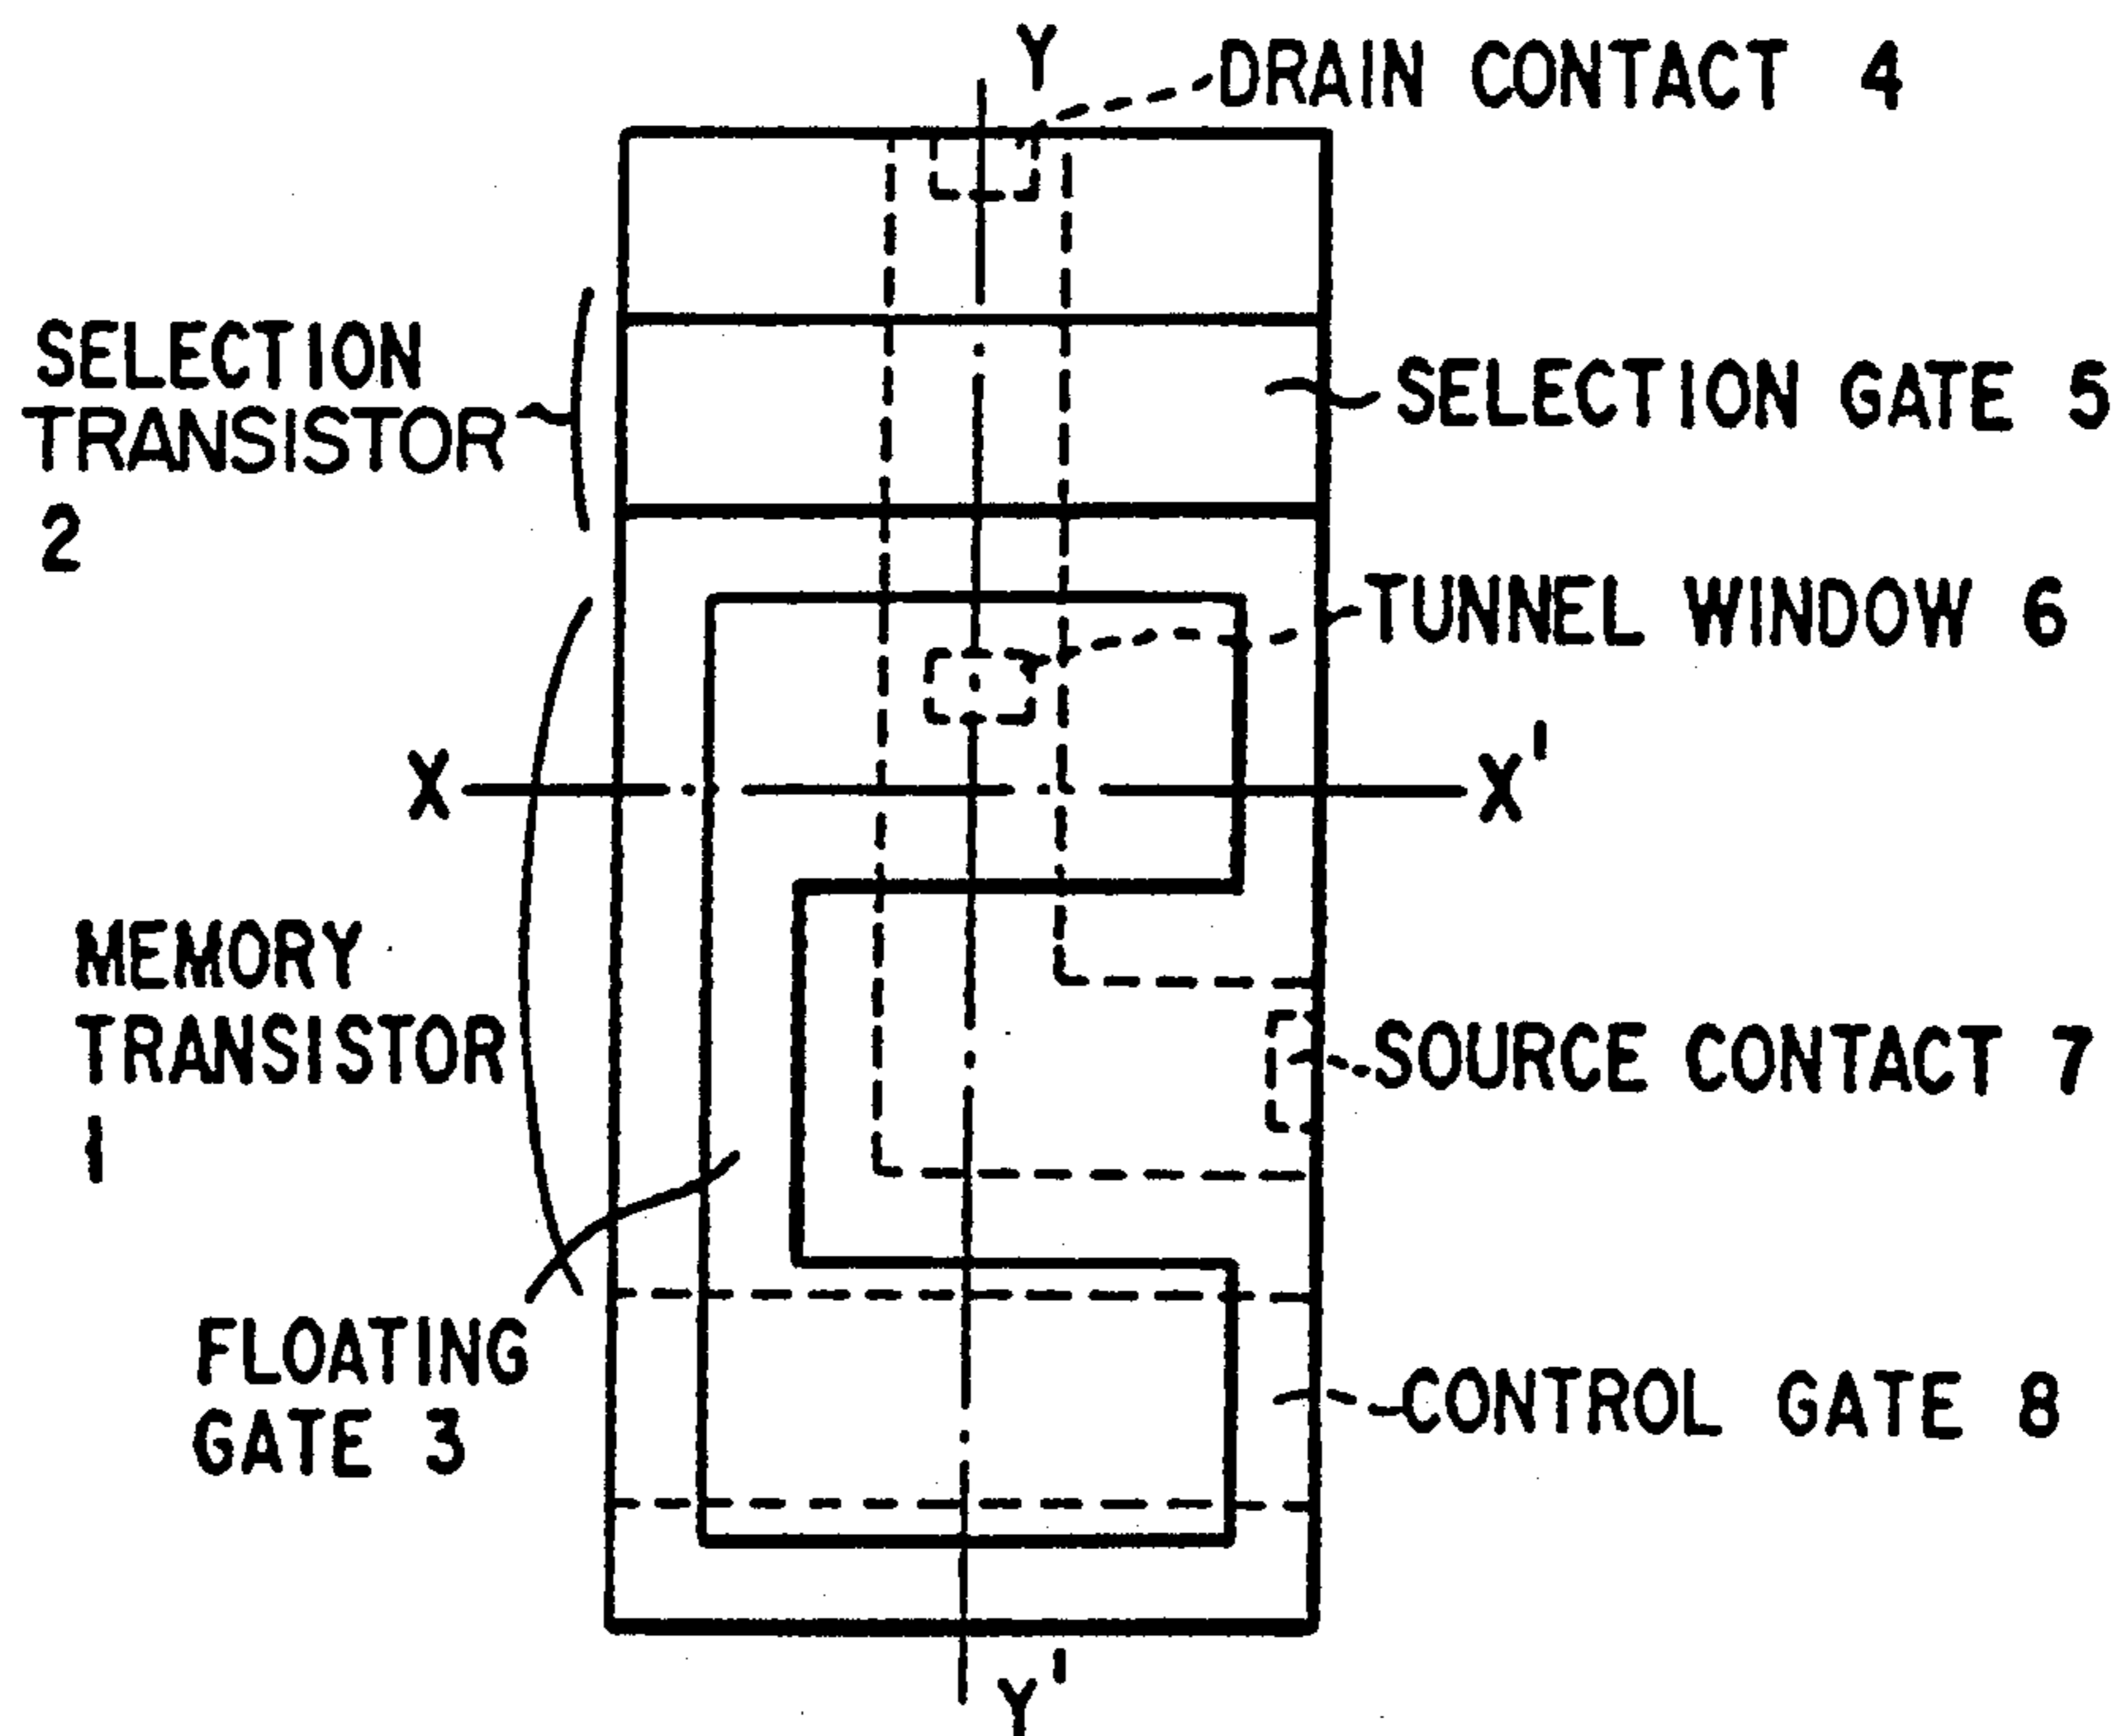 Y
DRAIN CONTACT 4
SELECTION
TRANSISTOR
2
SELECTION GATE 5
TUNNEL WINDOW 6
X
X'
MEMORY
TRANSISTOR
1
SOURCE CONTACT 7
FLOATING
GATE 3
CONTROL GATE 8
Y'